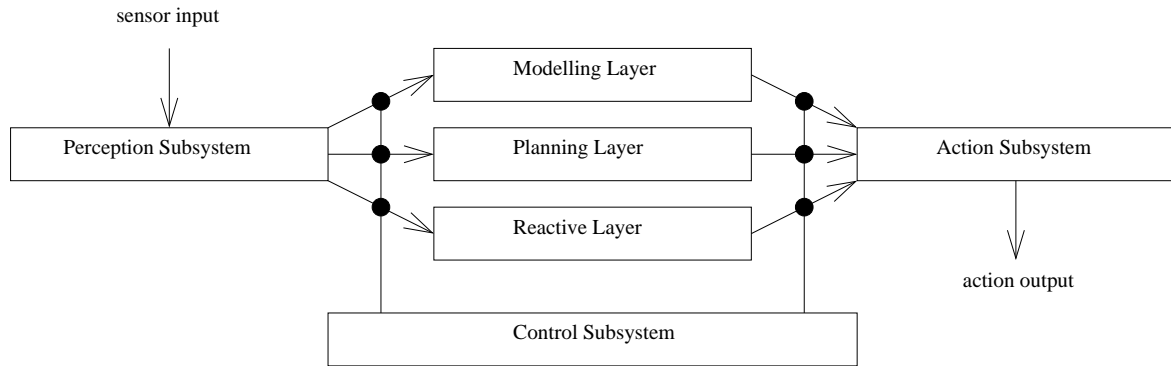 sensor input
Modelling Layer
Perception Subsystem
Planning Layer
Action Subsystem
Reactive Layer
action output
Control Subsystem